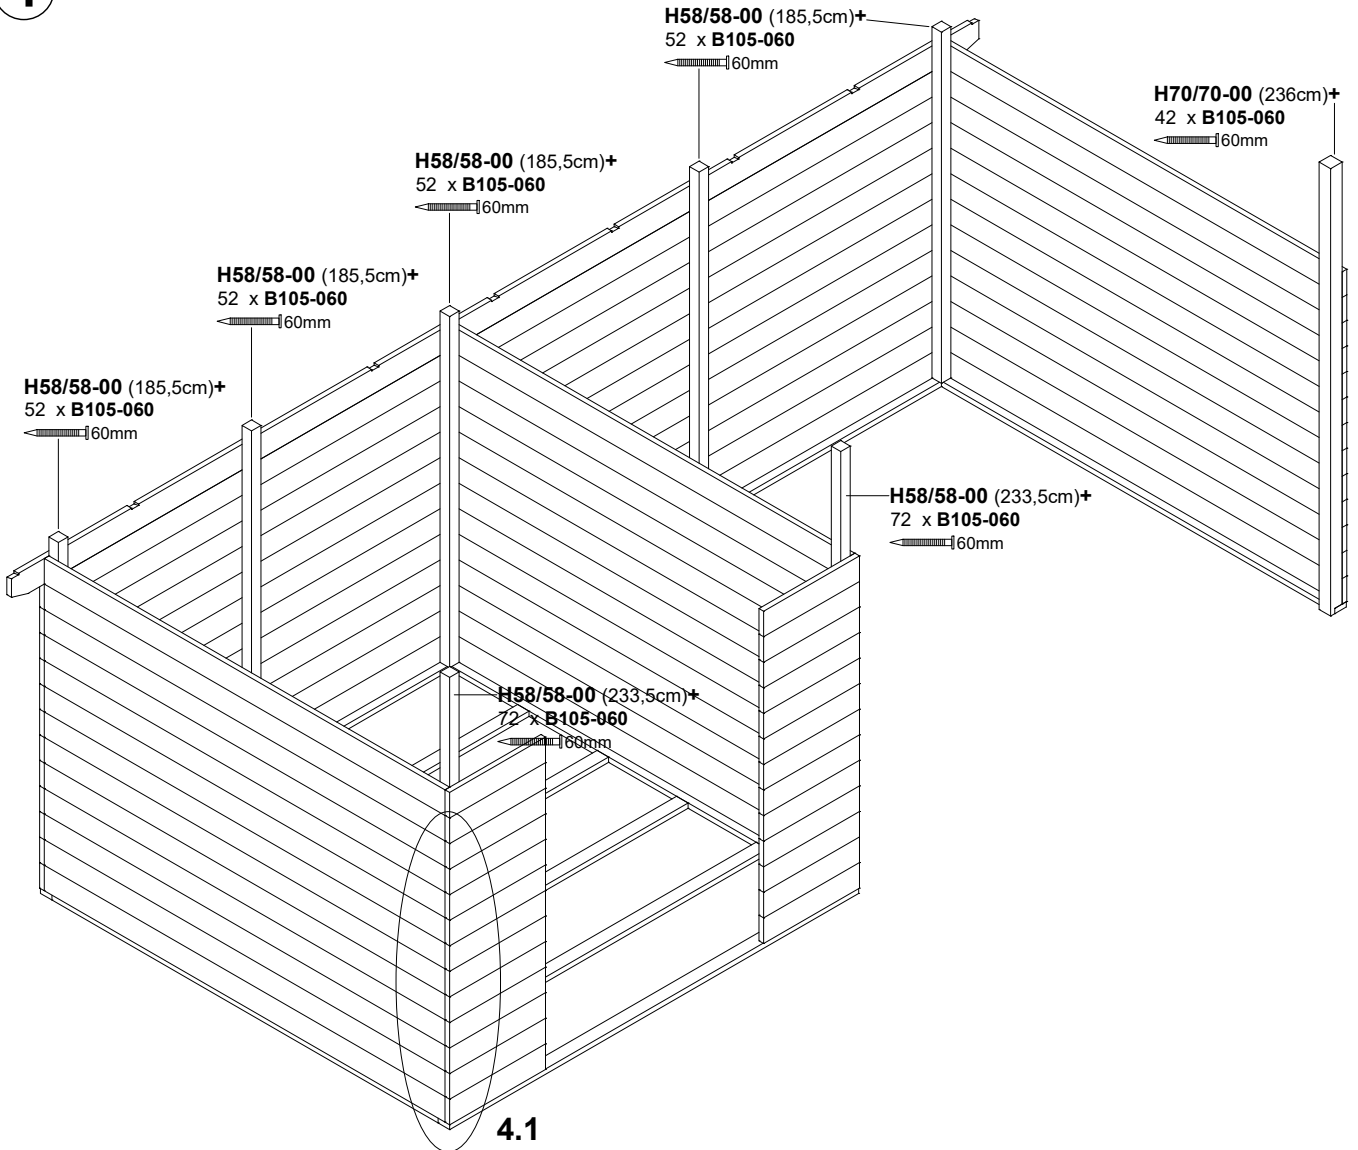 H58/58-00 (185,5cm)+
52 x B105-060
60mm
H70/70-00 (236cm)+
42 x B105-060
60mm
H58/58-00 (185,5cm)+
52 x B105-060
60mm
H58/58-00 (185,5cm)+
52 x B105-060
60mm
H58/58-00 (185,5cm)+
52 x B105-060
60mm
H58/58-00 (233,5cm)+
72 x B105-060
60mm
H58/58-00 (233,5cm)+
72 x B105-060
60mm
4.1